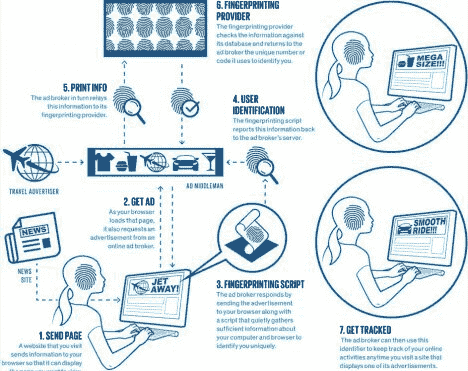 6. FINGERPRINTING
PROVIDER
The fingerprinting provider
checks the information against
its database and returns to the
ad broker the unique number or
code it uses to identify you.
MEGA
SIZE!!!
5. PRINT INFO
The ad broker in turn relays
this information to its
fingerprinting provider.
4. USER
IDENTIFICATION
The fingerprinting script
reports this information back
to the ad broker's server.
TRAVEL ADVERTISER
AD MIDDLEMAN
2. GET AD
As your browser
loads that page,
it also requests an
advertisement from an
online ad broker.
NEWS
NEWS
SITE
JET
AWAY!
SMOOTH
RIDE!!!
3. FINGERPRINTING SCRIPT
The ad broker responds by
sending the advertisement
to your browser along with
a script that quietly gathers
sufficient information about
your computer and browser to
identify you uniquely.
1. SEND PAGE
A website that you visit
sends information to your
browser so that it can display
7. GET TRACKED
The ad broker can then use this
identifier to keep track of your online
activities anytime you visit a site that
displays one of its advertisements.